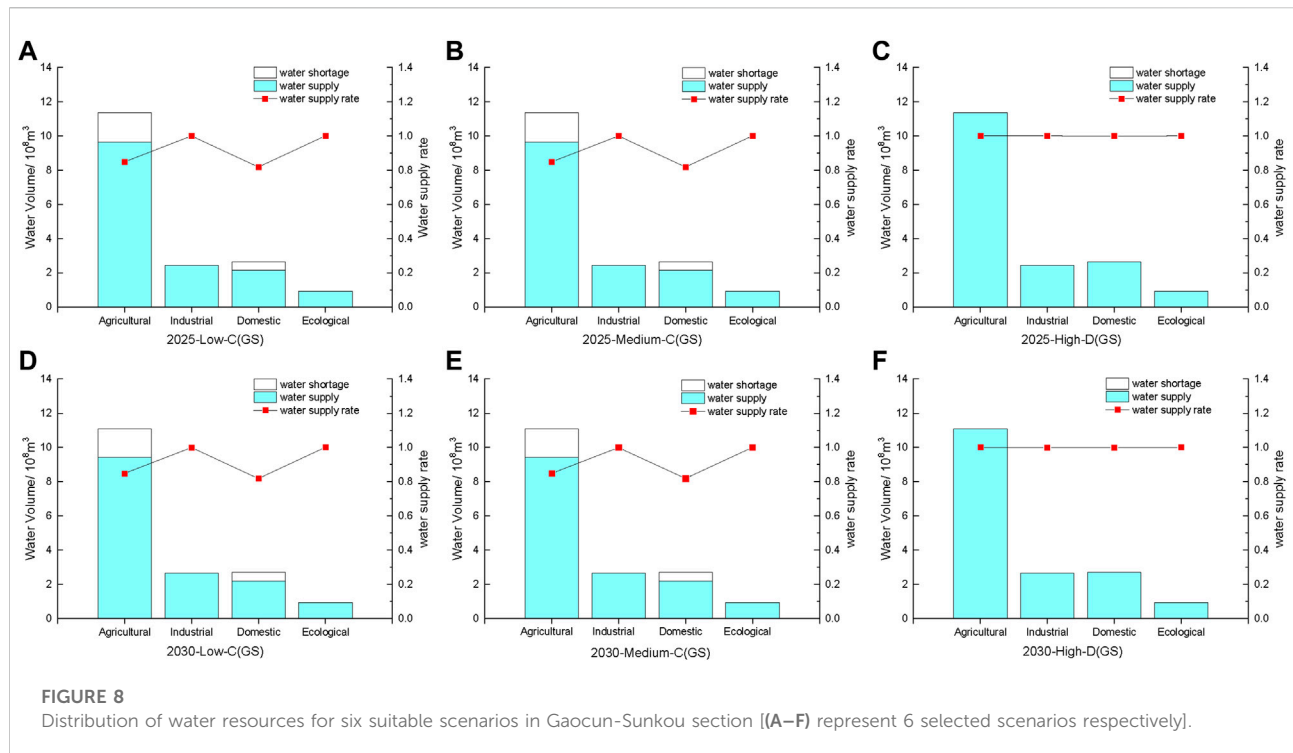 A
14
12
10
8
6
4
2
0
Water Volume/ 10⁸m³
water shortage
water supply
water supply rate
1.4
1.2
1.0
0.8
0.6
0.4
0.2
0.0
Water supply rate
Agricultural Industrial Domestic Ecological
2025-Low-C(GS)
B
14
12
10
8
6
4
2
0
Water Volume/ 10⁸m³
water shortage
water supply
water supply rate
1.4
1.2
1.0
0.8
0.6
0.4
0.2
0.0
water supply rate
Agricultural Industrial Domestic Ecological
2025-Medium-C(GS)
C
14
12
10
8
6
4
2
0
Water Volume/ 10⁸m³
water shortage
water supply
water supply rate
1.4
1.2
1.0
0.8
0.6
0.4
0.2
0.0
water supply rate
Agricultural Industrial Domestic Ecological
2025-High-D(GS)
D
14
12
10
8
6
4
2
0
Water Volume/ 10⁸m³
water shortage
water supply
water supply rate
1.4
1.2
1.0
0.8
0.6
0.4
0.2
0.0
water supply rate
Agricultural Industrial Domestic Ecological
2030-Low-C(GS)
E
14
12
10
8
6
4
2
0
Water Volume/ 10⁸m³
water shortage
water supply
water supply rate
1.4
1.2
1.0
0.8
0.6
0.4
0.2
0.0
water supply rate
Agricultural Industrial Domestic Ecological
2030-Medium-C(GS)
F
14
12
10
8
6
4
2
0
Water Volume/ 10⁸m³
water shortage
water supply
water supply rate
1.4
1.2
1.0
0.8
0.6
0.4
0.2
0.0
water supply rate
Agricultural Industrial Domestic Ecological
2030-High-D(GS)
FIGURE 8
Distribution of water resources for six suitable scenarios in Gaocun-Sunkou section [(A–F) represent 6 selected scenarios respectively].